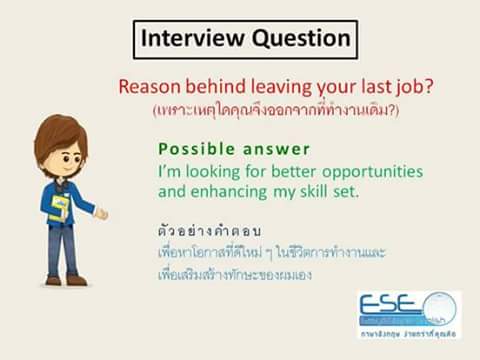 Interview Question
Reason behind leaving your last job?
(เพราะเหตุใดคุณจึงออกจากที่ทำงานเดิม?)
Possible answer
I'm looking for better opportunities
and enhancing my skill set.
ตัวอย่างคำตอบ
เพื่อหาโอกาสที่ดีใหม่ ๆ ในชีวิตการทำงานและ
เพื่อเสริมสร้างทักษะของผมเอง
ESE
ภาษาอังกฤษ ง่ายกว่าที่คุณคิด